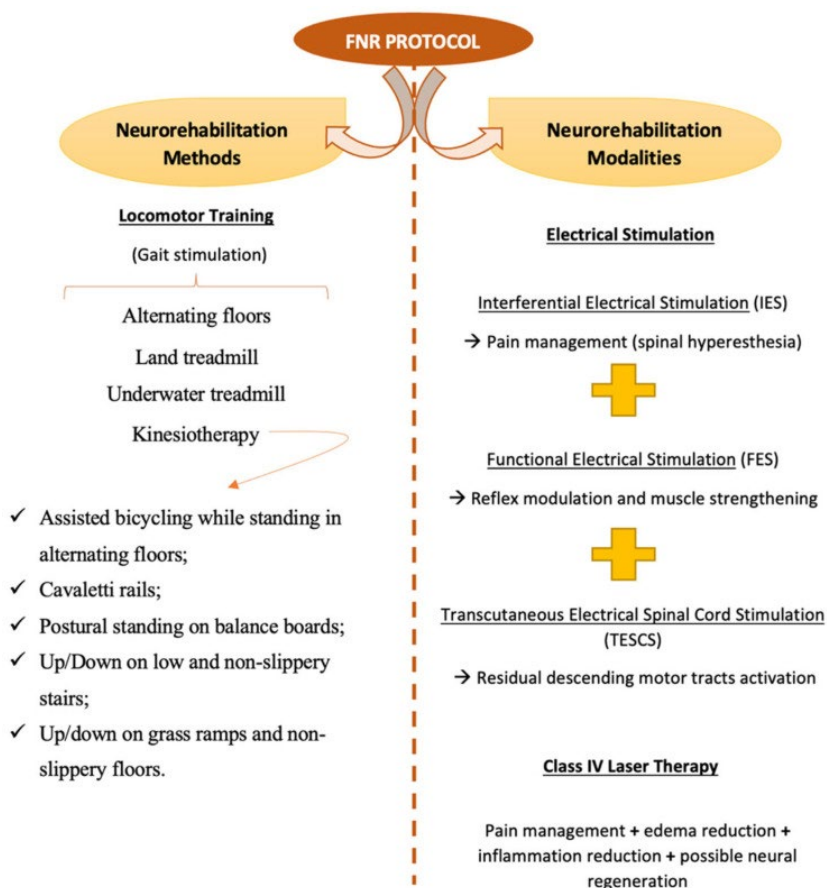 FNR PROTOCOL
Neurorehabilitation
Methods
Locomotor Training
(Gait stimulation)
Alternating floors
Land treadmill
Underwater treadmill
Kinesiotherapy
✓ Assisted bicycling while standing in
alternating floors;
✓ Cavaletti rails;
✓ Postural standing on balance boards;
✓ Up/Down on low and non-slippery
stairs;
✓ Up/down on grass ramps and non-
slippery floors.
Neurorehabilitation
Modalities
Electrical Stimulation
Interferential Electrical Stimulation (IES)
→ Pain management (spinal hyperesthesia)
Functional Electrical Stimulation (FES)
→ Reflex modulation and muscle strengthening
Transcutaneous Electrical Spinal Cord Stimulation
(TESCS)
→ Residual descending motor tracts activation
Class IV Laser Therapy
Pain management + edema reduction +
inflammation reduction + possible neural
regeneration